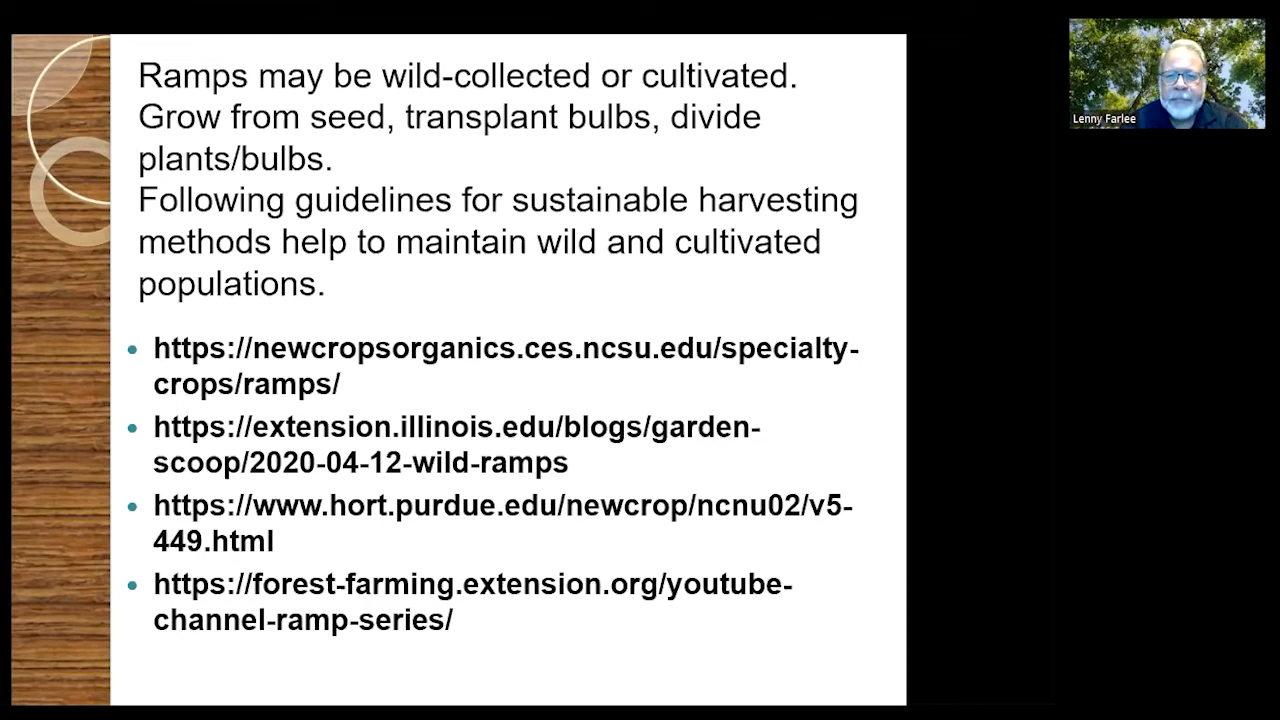 Ramps may be wild-collected or cultivated.
Grow from seed, transplant bulbs, divide
plants/bulbs.
Following guidelines for sustainable harvesting
methods help to maintain wild and cultivated
populations.
• https://newcropsorganics.ces.ncsu.edu/specialty-
crops/ramps/
• https://extension.illinois.edu/blogs/garden-
scoop/2020-04-12-wild-ramps
• https://www.hort.purdue.edu/newcrop/ncnu02/v5-
449.html
• https://forest-farming.extension.org/youtube-
channel-ramp-series/
Lenny Farlee